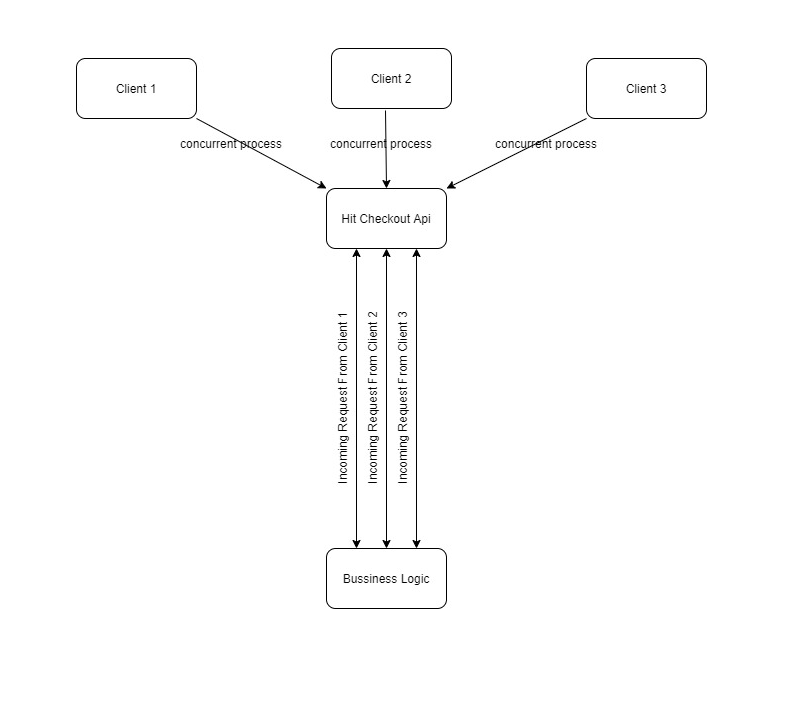 Client 1
Client 2
Client 3
concurrent process
concurrent process
concurrent process
Hit Checkout Api
Incoming Request From Client 1
Incoming Request From Client 2
Incoming Request From Client 3
Bussiness Logic